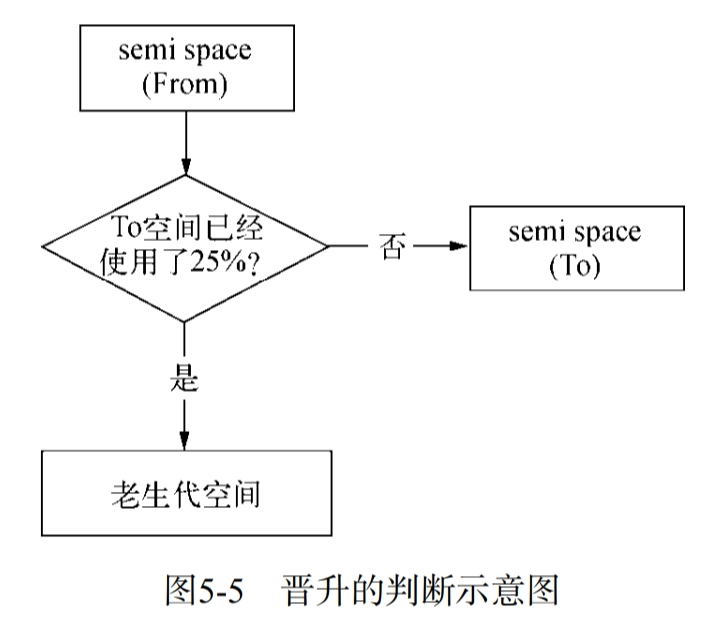 semi space
(From)
To空间已经
使用了25%?
否
semi space
(To)
是
老生代空间
图5-5 晋升的判断示意图